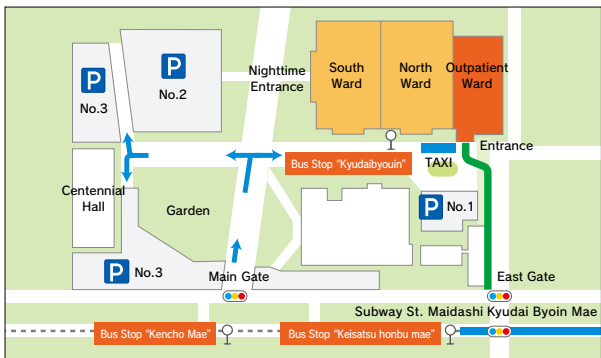 P
No.3
P
No.2
Nighttime
Entrance
South
Ward
North
Ward
Outpatient
Ward
Entrance
Bus Stop “Kyudaibyouin”
TAXI
Centennial
Hall
Garden
P
No.1
P
No.3
Main Gate
East Gate
Subway St. Maidashi Kyudai Byoin Mae
Bus Stop “Kencho Mae”
Bus Stop “Keisatsu honbu mae”